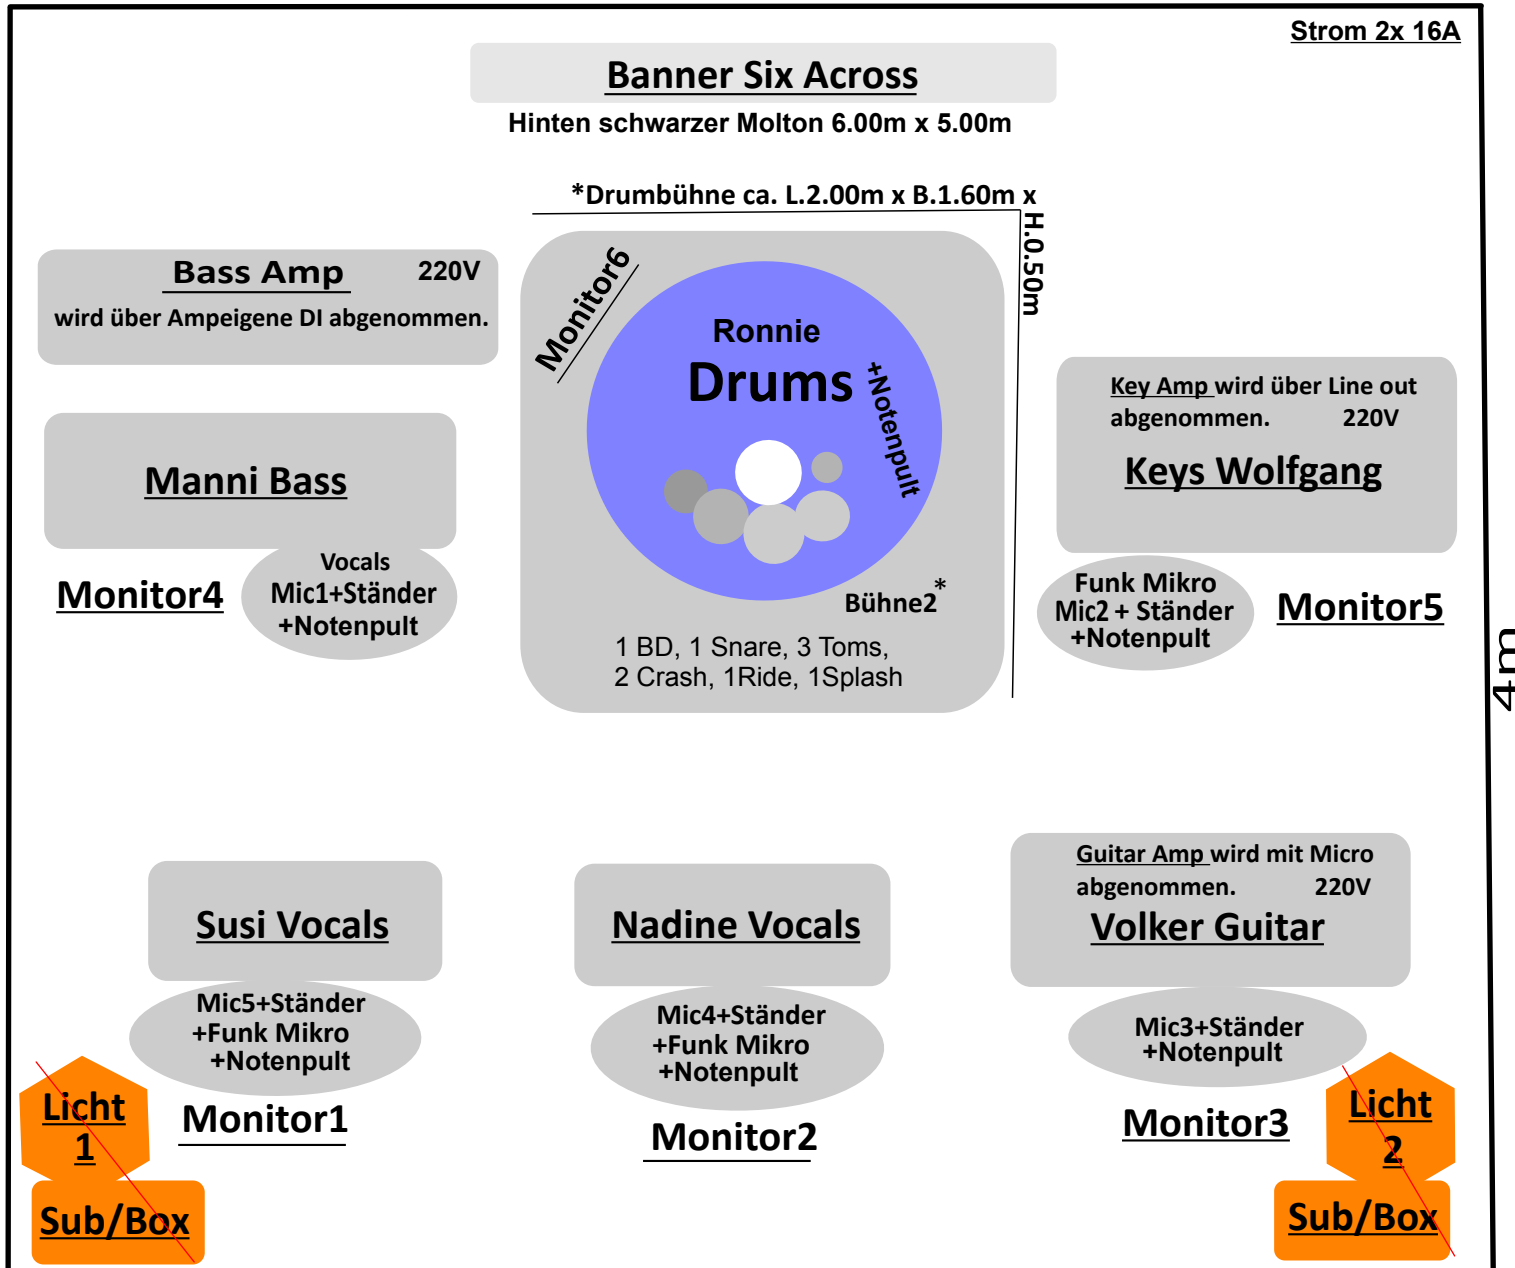 Strom 2x 16A
Banner Six Across
Hinten schwarzer Molton 6.00m x 5.00m
*Drumbühne ca. L.2.00m x B.1.60m x
H.0.50m
Bass Amp 220V
wird über Ampeigene DI abgenommen.
Monitor6
Ronnie
Drums
+Notenpult
Key Amp wird über Line out
abgenommen. 220V
Keys Wolfgang
Manni Bass
Vocals
Mic1+Ständer
+Notenpult
Monitor4
Bühne2*
1 BD, 1 Snare, 3 Toms,
2 Crash, 1Ride, 1Splash
Funk Mikro
Mic2 + Ständer
+Notenpult
Monitor5
4m
Susi Vocals
Mic5+Ständer
+Funk Mikro
+Notenpult
Monitor1
Nadine Vocals
Mic4+Ständer
+Funk Mikro
+Notenpult
Monitor2
Guitar Amp wird mit Micro
abgenommen. 220V
Volker Guitar
Mic3+Ständer
+Notenpult
Monitor3
Licht
1
Sub/Box
Licht
2
Sub/Box